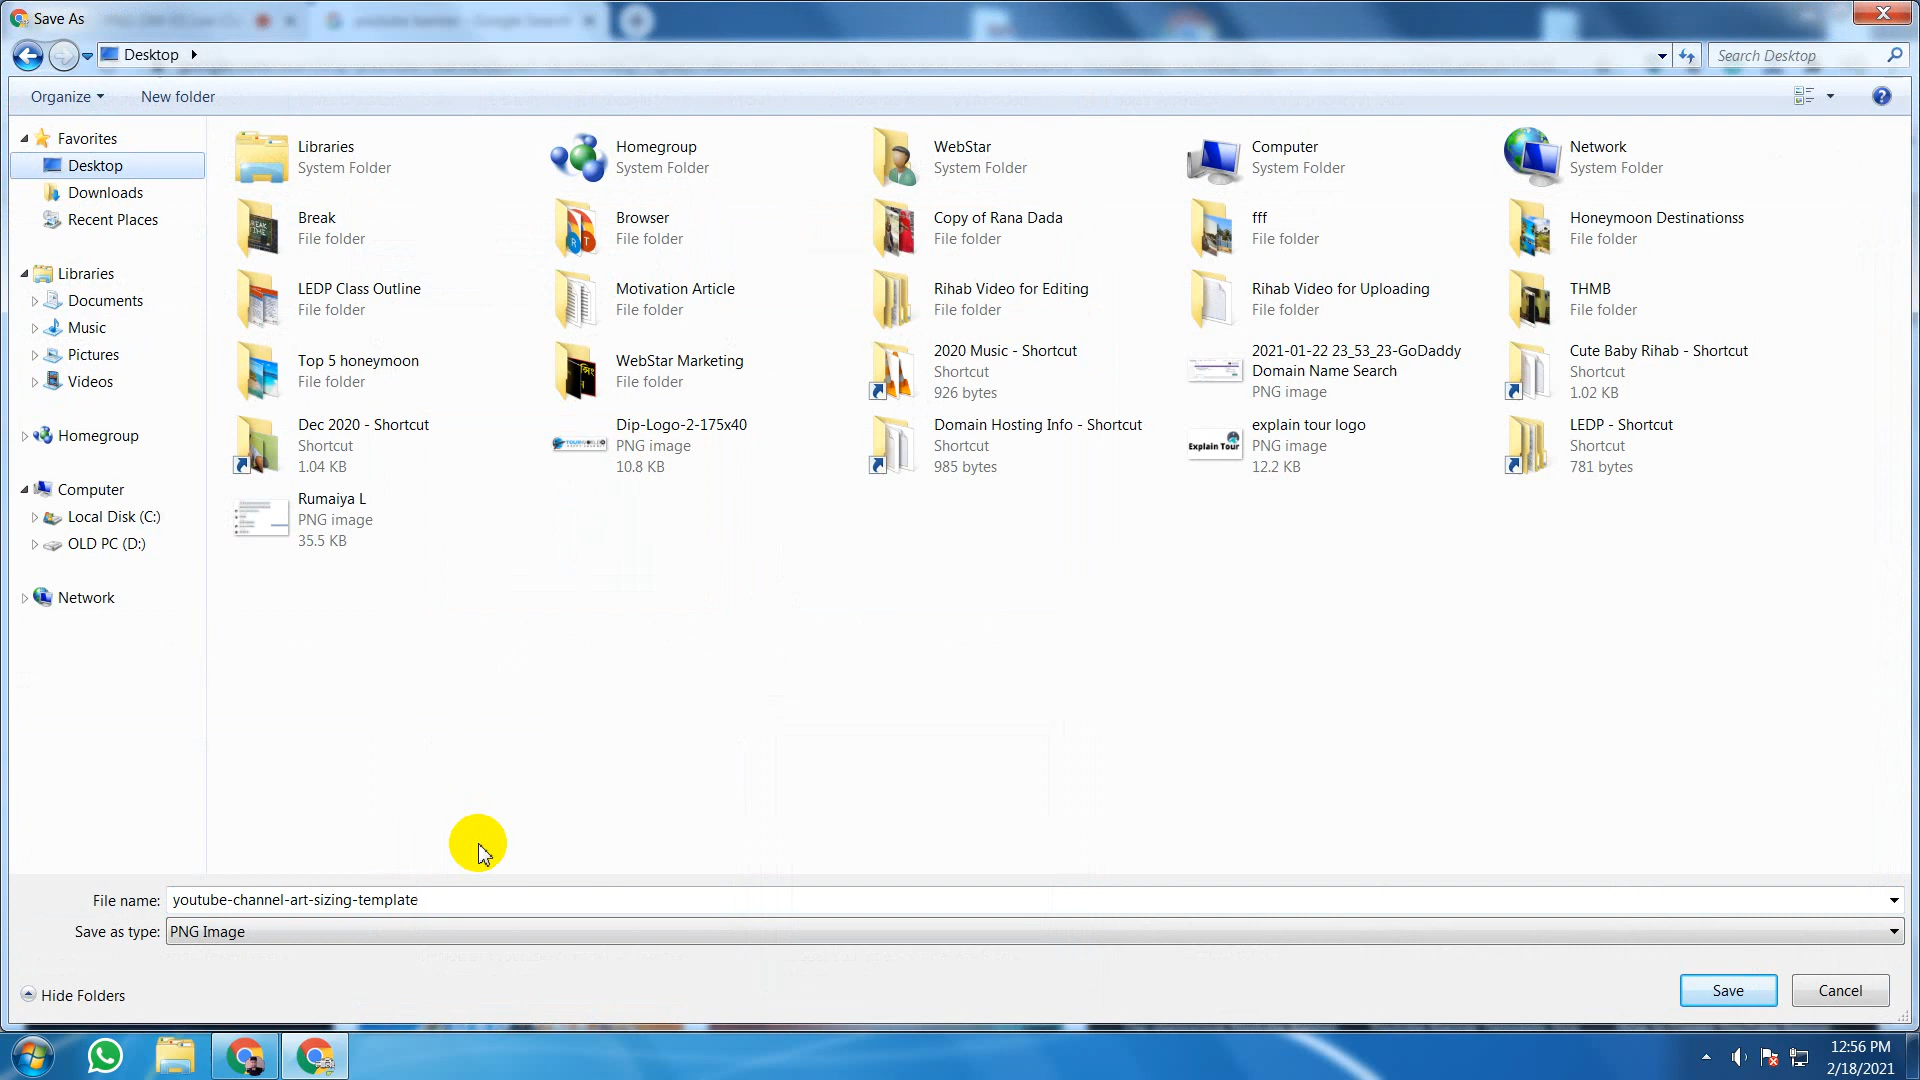 Save As
Desktop
Search Desktop
Organize
New folder
Favorites
Desktop
Downloads
Recent Places
Libraries
Documents
Music
Pictures
Videos
Homegroup
Computer
Local Disk (C:)
OLD PC (D:)
Network
Libraries
System Folder
Homegroup
System Folder
WebStar
System Folder
Computer
System Folder
Network
System Folder
Break
File folder
Browser
File folder
Copy of Rana Dada
File folder
fff
File folder
Honeymoon Destinationss
File folder
LEDP Class Outline
File folder
Motivation Article
File folder
Rihab Video for Editing
File folder
Rihab Video for Uploading
File folder
THMB
File folder
Top 5 honeymoon
File folder
WebStar Marketing
File folder
2020 Music - Shortcut
Shortcut
926 bytes
2021-01-22 23_53_23-GoDaddy
Domain Name Search
PNG image
Cute Baby Rihab - Shortcut
Shortcut
1.02 KB
Dec 2020 - Shortcut
Shortcut
1.04 KB
Dip-Logo-2-175x40
PNG image
10.8 KB
Domain Hosting Info - Shortcut
Shortcut
985 bytes
Explain Tour
explain tour logo
PNG image
12.2 KB
LEDP - Shortcut
Shortcut
781 bytes
Rumaiya L
PNG image
35.5 KB
File name: youtube-channel-art-sizing-template
Save as type: PNG Image
Hide Folders
Save
Cancel
12:56 PM
2/18/2021